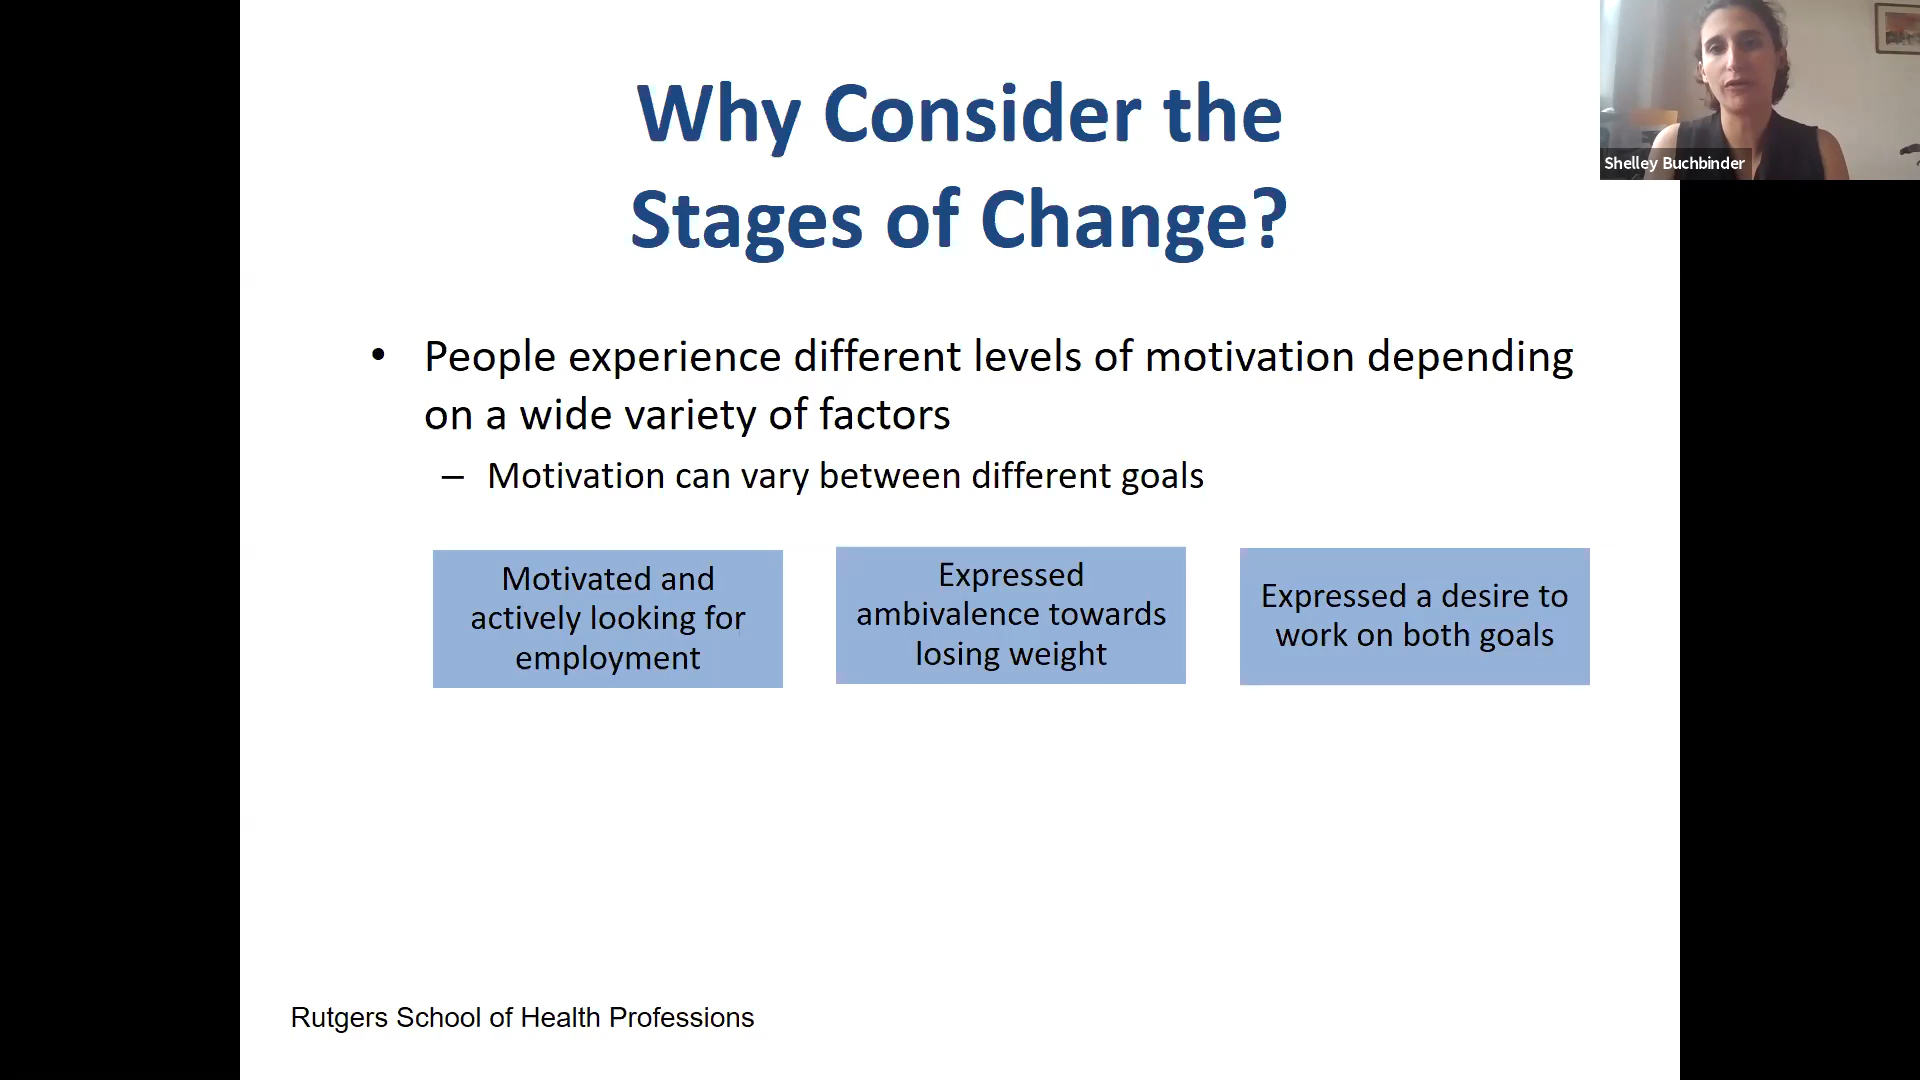 Why Consider the
Stages of Change?
Shelley Buchbinder
• People experience different levels of motivation depending
on a wide variety of factors
– Motivation can vary between different goals
Motivated and
actively looking for
employment
Expressed
ambivalence towards
losing weight
Expressed a desire to
work on both goals
Rutgers School of Health Professions